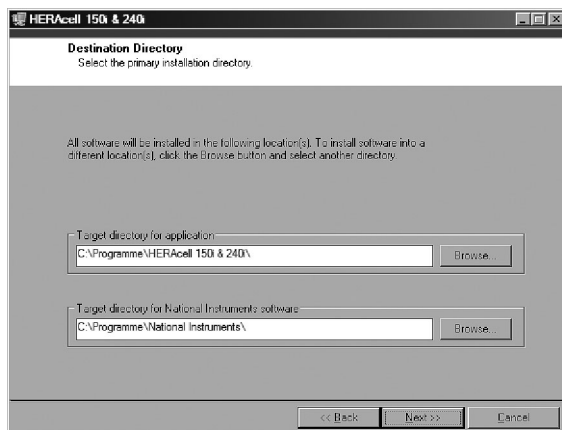 HERAcell 150i & 240i
Destination Directory
Select the primary installation directory.
All software will be installed in the following location(s). To install software into a
different location(s), click the Browse button and select another directory
Target directory for application
C:\Programme\HERAcell 150i & 240i\
Browse...
Target directory for National Instruments software
C:\Programme\National Instruments\
Browse...
<< Back
Next >>
Cancel